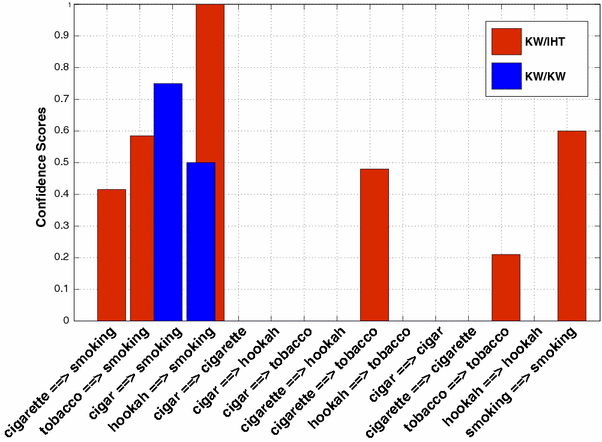 1
0.9
0.8
0.7
0.6
0.5
0.4
0.3
0.2
0.1
0
Confidence Scores
KW/IHT
KW/KW
cigarette ==> smoking
tobacco ==> smoking
cigar ==> smoking
hookah ==> smoking
cigar ==> cigarette
cigar ==> hookah
cigar ==> tobacco
cigarette ==> hookah
cigarette ==> tobacco
hookah ==> tobacco
cigar ==> cigar
cigarette ==> cigarette
tobacco ==> tobacco
hookah ==> hookah
smoking ==> smoking